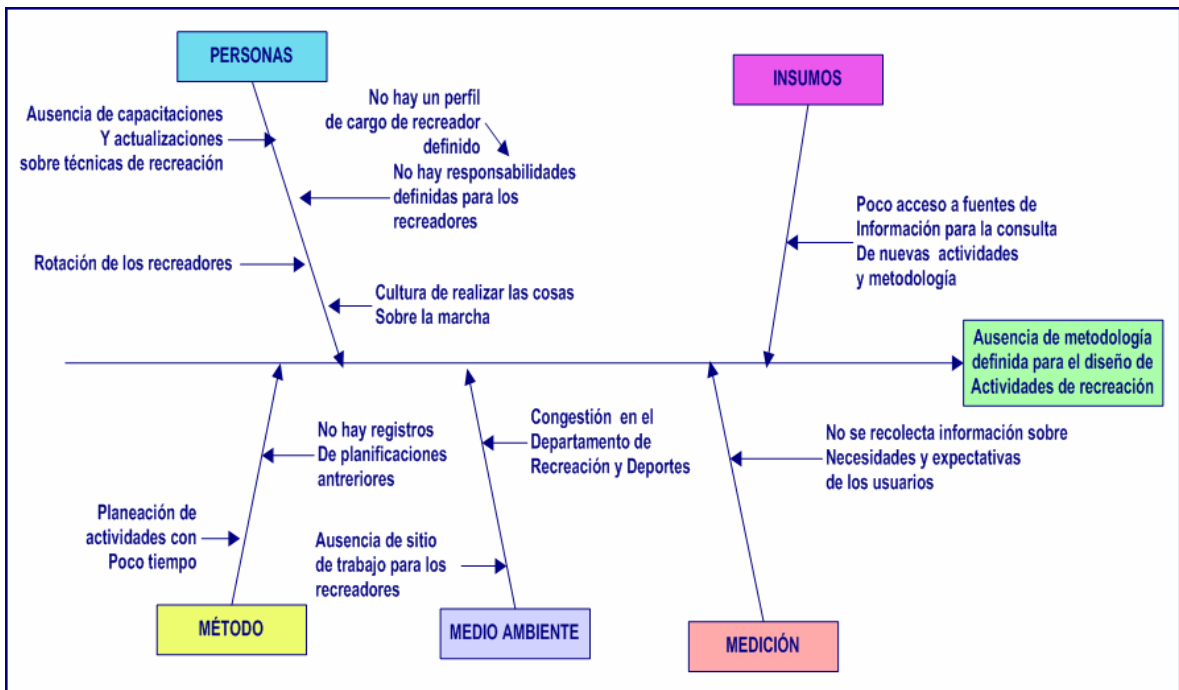 PERSONAS
INSUMOS
Ausencia de capacitaciones
Y actualizaciones
sobre técnicas de recreación
No hay un perfil
de cargo de recreador
definido
No hay responsabilidades
definidas para los
recreadores
Rotación de los recreadores
Cultura de realizar las cosas
Sobre la marcha
Poco acceso a fuentes de
Información para la consulta
De nuevas actividades
y metodología
Ausencia de metodología
definida para el diseño de
Actividades de recreación
No hay registros
De planificaciones
antreriores
Planeación de
actividades con
Poco tiempo
Congestión en el
Departamento de
Recreación y Deportes
Ausencia de sitio
de trabajo para los
recreadores
No se recolecta información sobre
Necesidades y expectativas
de los usuarios
MÉTODO
MEDIO AMBIENTE
MEDICIÓN